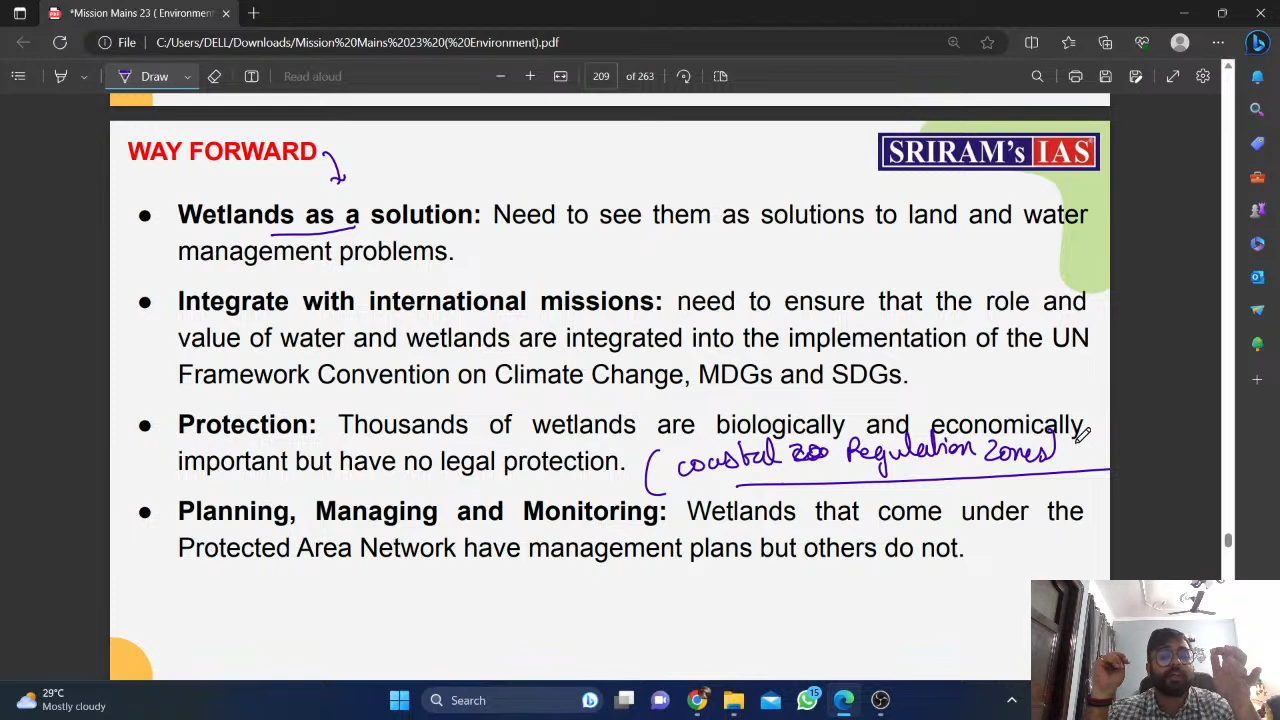 *Mission Mains 23 ( Environment
File C:/Users/DELL/Downloads/Mission%20Mains%202023%20(%20Environment).pdf
Draw Read aloud 209 of 263
WAY FORWARD
SRIRAM's IAS
● Wetlands as a solution: Need to see them as solutions to land and water
management problems.
● Integrate with international missions: need to ensure that the role and
value of water and wetlands are integrated into the implementation of the UN
Framework Convention on Climate Change, MDGs and SDGs.
● Protection: Thousands of wetlands are biologically and economically
important but have no legal protection.
(coastal Regulation Zones)
● Planning, Managing and Monitoring: Wetlands that come under the
Protected Area Network have management plans but others do not.
29°C
Mostly cloudy
Search
15